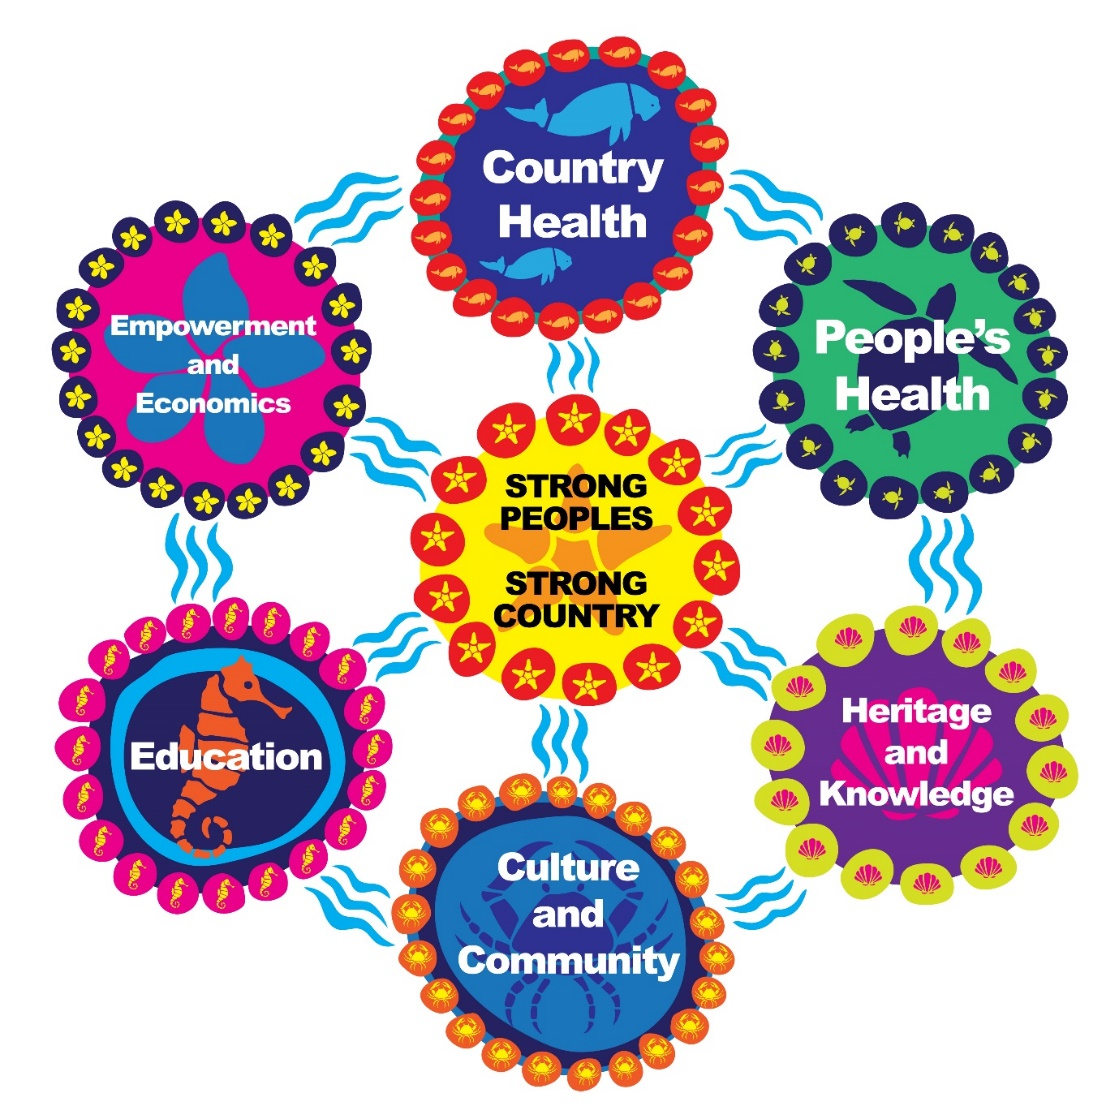 Country
Health
People's
Health
Empowerment
and
Economics
STRONG
PEOPLES
STRONG
COUNTRY
Education
Heritage
and
Knowledge
Culture
and
Community